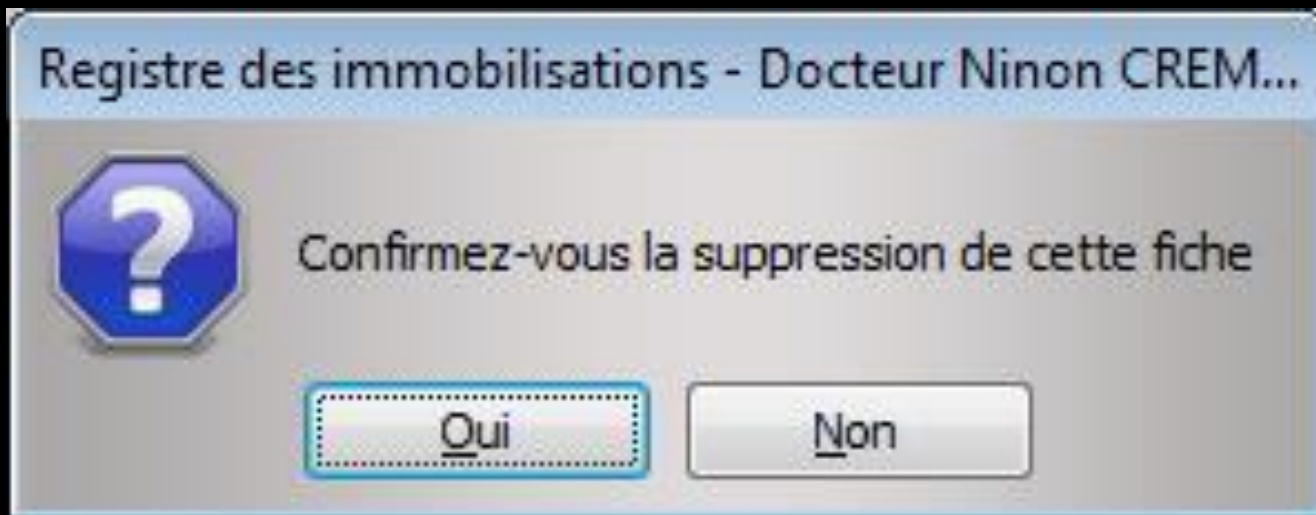 Registre des immobilisations - Docteur Ninon CREM...
Confirmez-vous la suppression de cette fiche
Oui
Non